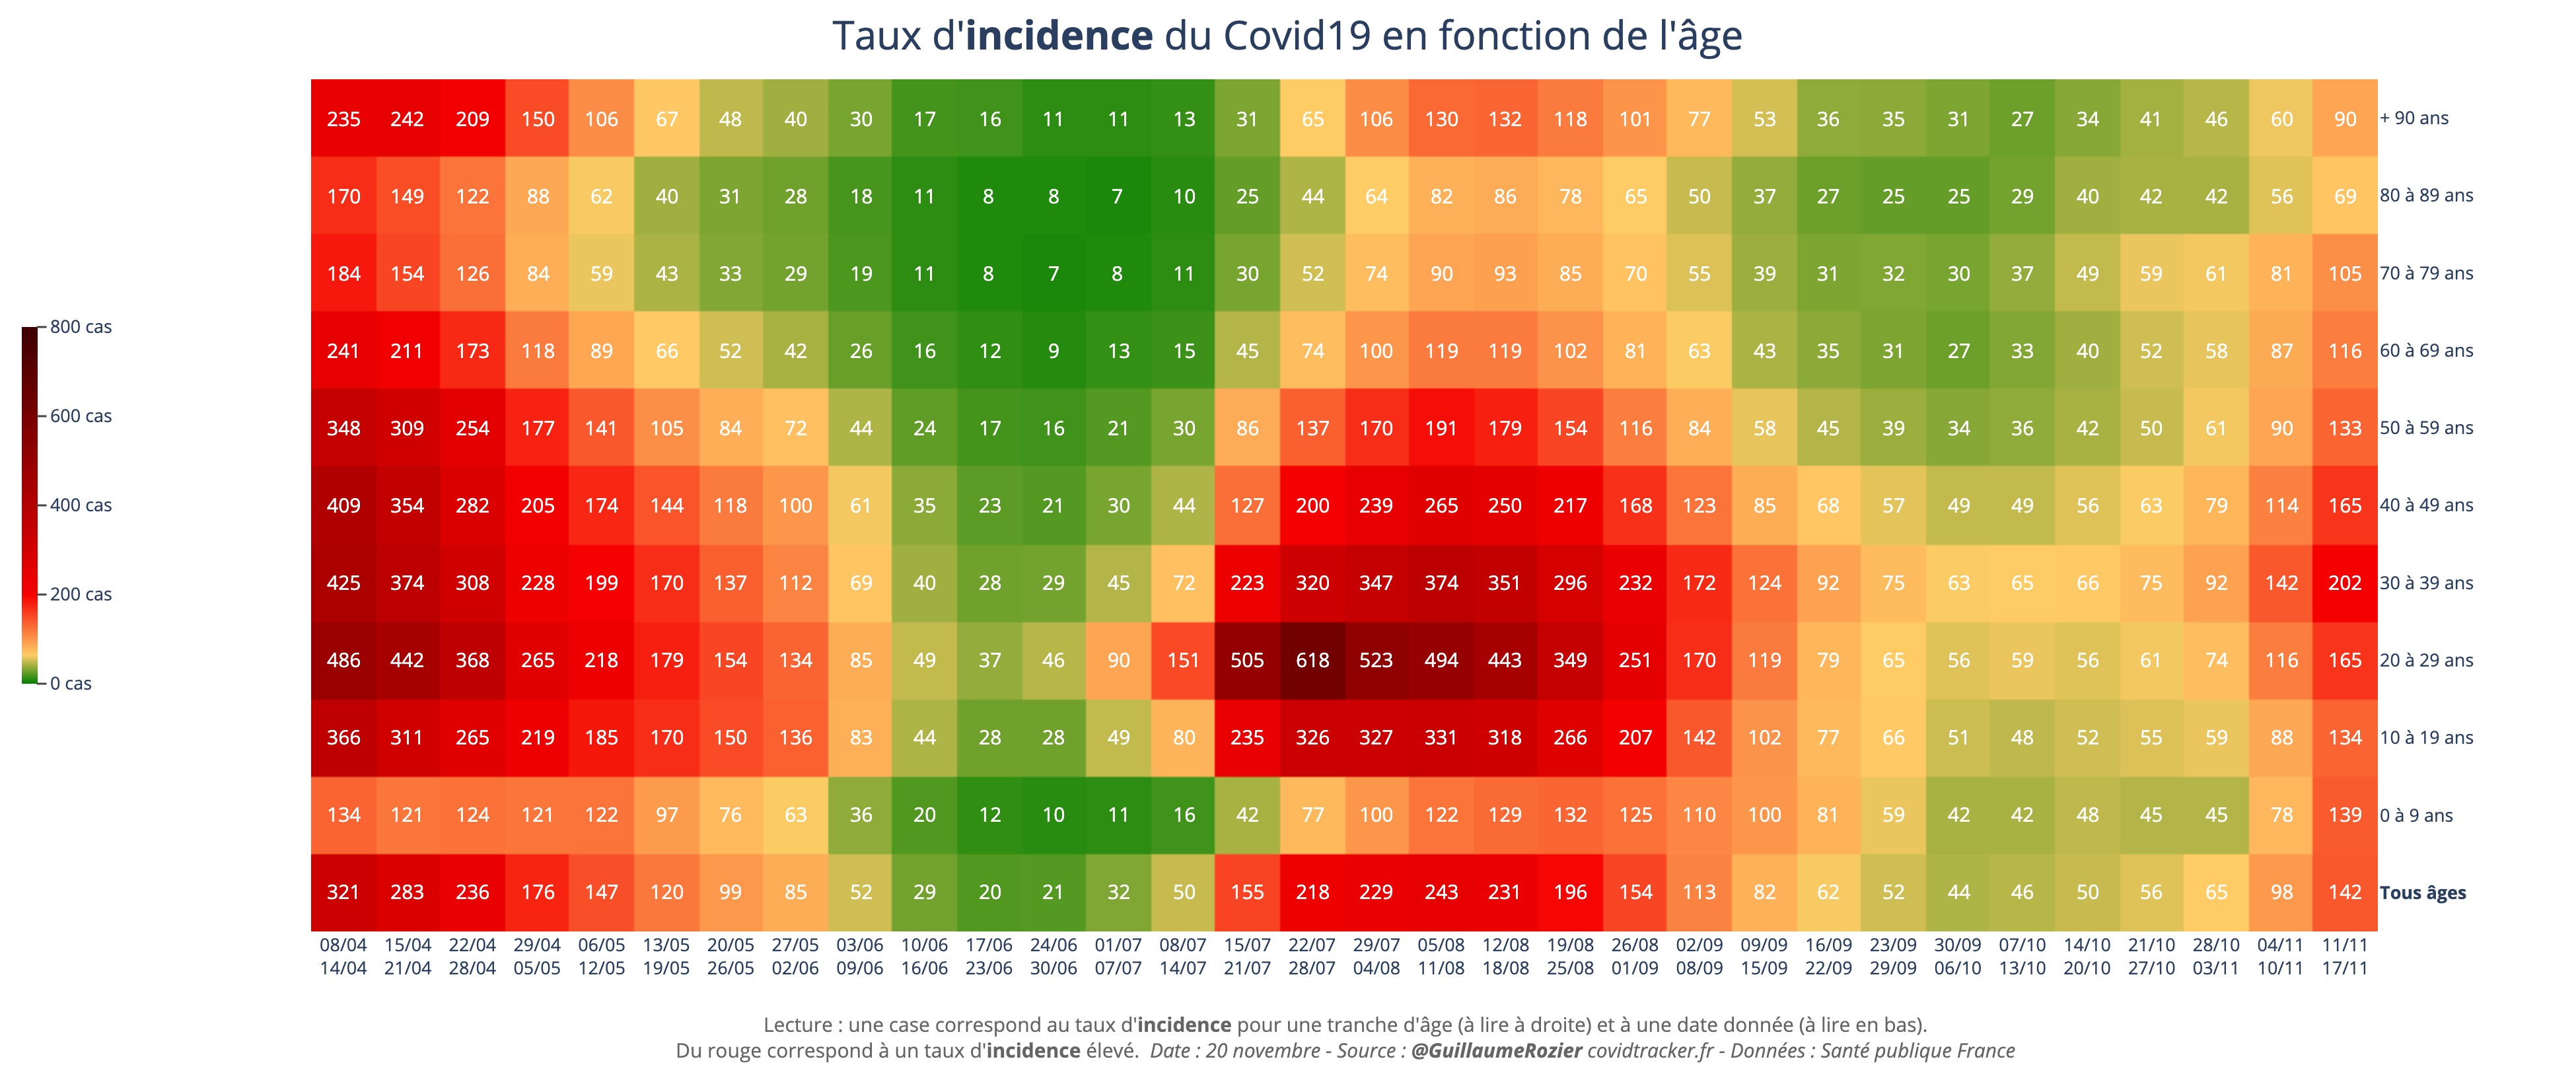 Taux d'incidence du Covid19 en fonction de l'âge
235 242 209 150 106 67 48 40 30 17 16 11 11 13 31 65 106 130 132 118 101 77 53 36 35 31 27 34 41 46 60 90 + 90 ans
170 149 122 88 62 40 31 28 18 11 8 8 7 10 25 44 64 82 86 78 65 50 37 27 25 25 29 40 42 42 56 69 80 à 89 ans
184 154 126 84 59 43 33 29 19 11 8 7 8 11 30 52 74 90 93 85 70 55 39 31 32 30 37 49 59 61 81 105 70 à 79 ans
800 cas
241 211 173 118 89 66 52 42 26 16 12 9 13 15 45 74 100 119 119 102 81 63 43 35 31 27 33 40 52 58 87 116 60 à 69 ans
600 cas
348 309 254 177 141 105 84 72 44 24 17 16 21 30 86 137 170 191 179 154 116 84 58 45 39 34 36 42 50 61 90 133 50 à 59 ans
400 cas
409 354 282 205 174 144 118 100 61 35 23 21 30 44 127 200 239 265 250 217 168 123 85 68 57 49 49 56 63 79 114 165 40 à 49 ans
200 cas
425 374 308 228 199 170 137 112 69 40 28 29 45 72 223 320 347 374 351 296 232 172 124 92 75 63 65 66 75 92 142 202 30 à 39 ans
0 cas
486 442 368 265 218 179 154 134 85 49 37 46 90 151 505 618 523 494 443 349 251 170 119 79 65 56 59 56 61 74 116 165 20 à 29 ans
366 311 265 219 185 170 150 136 83 44 28 28 49 80 235 326 327 331 318 266 207 142 102 77 66 51 48 52 55 59 88 134 10 à 19 ans
134 121 124 121 122 97 76 63 36 20 12 10 11 16 42 77 100 122 129 132 125 110 100 81 59 42 42 48 45 45 78 139 0 à 9 ans
321 283 236 176 147 120 99 85 52 29 20 21 32 50 155 218 229 243 231 196 154 113 82 62 52 44 46 50 56 65 98 142 Tous âges
08/04 15/04 22/04 29/04 06/05 13/05 20/05 27/05 03/06 10/06 17/06 24/06 01/07 08/07 15/07 22/07 29/07 05/08 12/08 19/08 26/08 02/09 09/09 16/09 23/09 30/09 07/10 14/10 21/10 28/10 04/11 11/11
14/04 21/04 28/04 05/05 12/05 19/05 26/05 02/06 09/06 16/06 23/06 30/06 07/07 14/07 21/07 28/07 04/08 11/08 18/08 25/08 01/09 08/09 15/09 22/09 29/09 06/10 13/10 20/10 27/10 03/11 10/11 17/11
Lecture : une case correspond au taux d'incidence pour une tranche d'âge (à lire à droite) et à une date donnée (à lire en bas).
Du rouge correspond à un taux d'incidence élevé. Date : 20 novembre - Source : @GuillaumeRozier covidtracker.fr - Données : Santé publique France